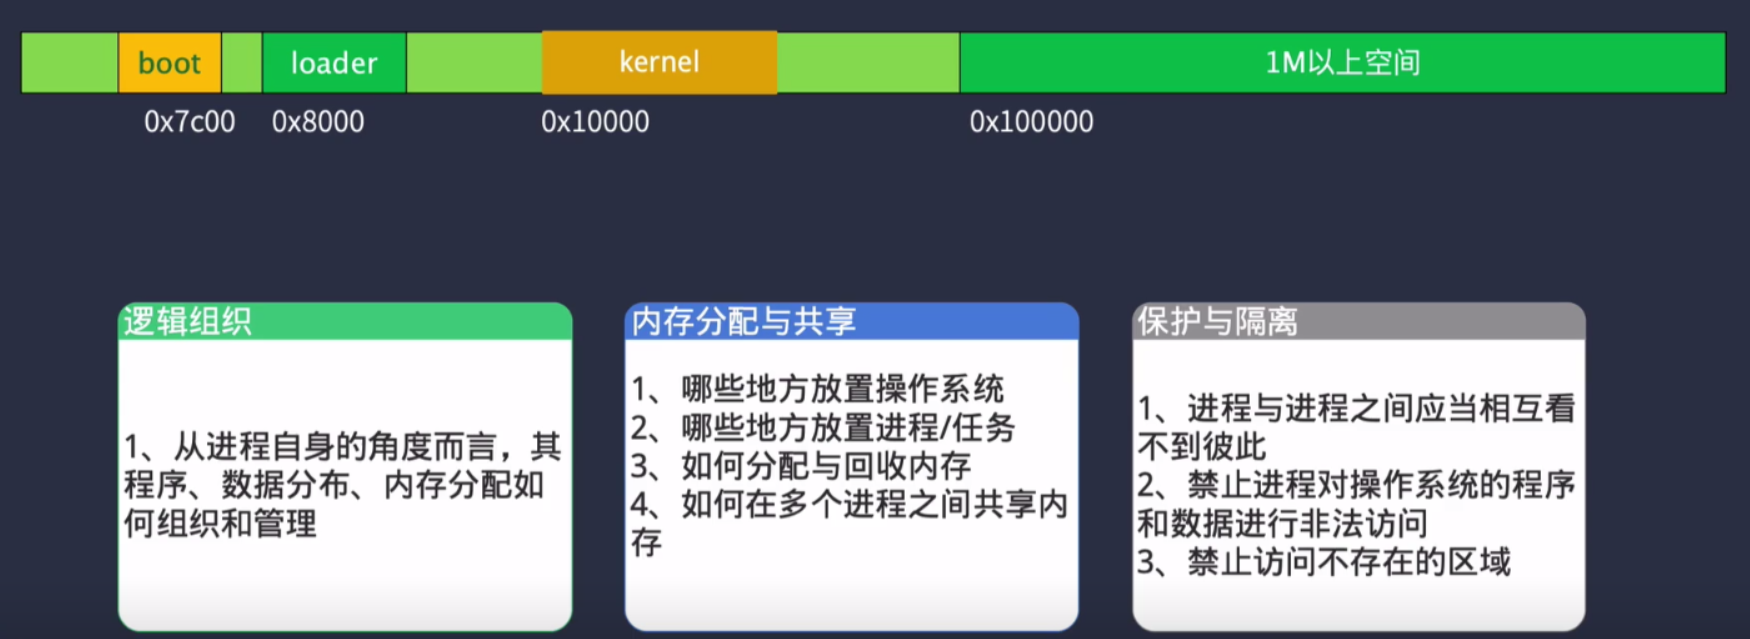 boot loader kernel 1M以上空间
0x7c00 0x8000 0x10000 0x100000
逻辑组织
1、从进程自身的角度而言，其
程序、数据分布、内存分配如
何组织和管理
内存分配与共享
1、哪些地方放置操作系统
2、哪些地方放置进程/任务
3、如何分配与回收内存
4、如何在多个进程之间共享内
存
保护与隔离
1、进程与进程之间应当相互看
不到彼此
2、禁止进程对操作系统的程序
和数据进行非法访问
3、禁止访问不存在的区域